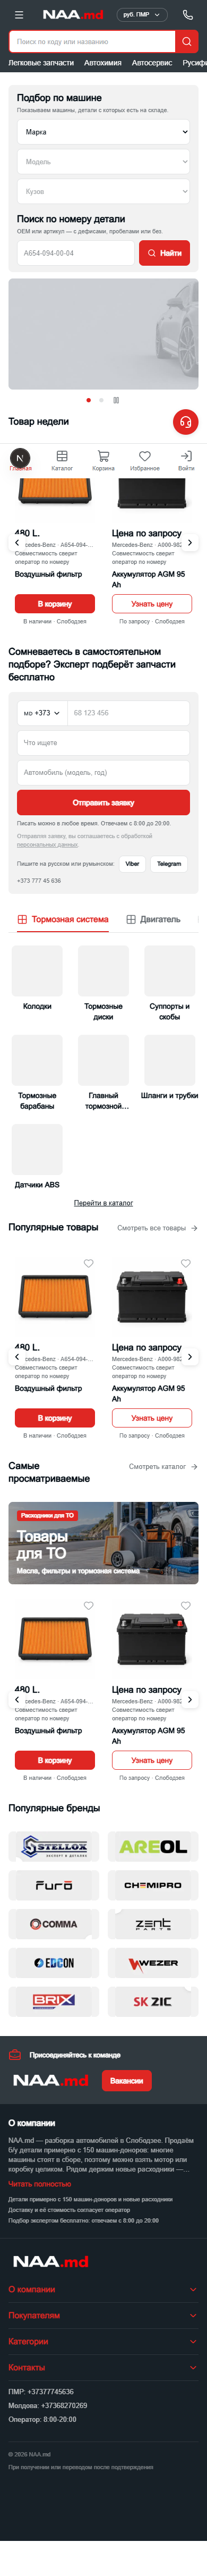 NAA.md
руб. ПМР
Поиск по коду или названию
Легковые запчасти Автохимия Автосервис
Подбор по машине
Показываем машины, детали с которых есть на складе.
Марка
Модель
Кузов
Поиск по номеру детали
OEM или артикул — с дефисами, пробелами или без.
A654-094-00-04
Найти
Товар недели
N
Главная Каталог Корзина Избранное Войти
480 L.
Mercedes-Benz · A654-094-...
Совместимость сверит
оператор по номеру
Воздушный фильтр
В корзину
В наличии · Слободзея
Цена по запросу
Mercedes-Benz
Совместимость сверит
оператор по номеру
Аккумулятор AGM 95
Ah
Узнать цену
По запросу · Слободзея
Сомневаетесь в самостоятельном
подборе? Эксперт подберёт запчасти
бесплатно
MD +373
68 123 456
Что ищете
Автомобиль (модель, год)
Отправить заявку
Писать можно в любое время. Отвечаем с 8:00 до 20:00.
Отправляя заявку, вы соглашаетесь с обработкой
персональных данных.
Пишите на русском или румынском:
Viber
Telegram
+373 777 45 636
Тормозная система
Двигатель
Колодки
Тормозные
диски
Суппорты и
скобы
Тормозные
барабаны
Главный
тормозной...
Шланги и трубки
Датчики ABS
Перейти в каталог
Популярные товары
Смотреть все товары
480 L.
Mercedes-Benz · A654-094-...
Совместимость сверит
оператор по номеру
Воздушный фильтр
В корзину
В наличии · Слободзея
Цена по запросу
Mercedes-Benz
Совместимость сверит
оператор по номеру
Аккумулятор AGM 95
Ah
Узнать цену
По запросу · Слободзея
Самые
просматриваемые
Смотреть каталог
Расходники для ТО
Товары
для ТО
Масла, фильтры и тормозная система
480 L.
Mercedes-Benz · A654-094-...
Совместимость сверит
оператор по номеру
Воздушный фильтр
В корзину
В наличии · Слободзея
Цена по запросу
Mercedes-Benz
Совместимость сверит
оператор по номеру
Аккумулятор AGM 95
Ah
Узнать цену
По запросу · Слободзея
Популярные бренды
STELLOX
ЭКСПЕРТ В ДЕТАЛЯХ
AREOL
FURO
CHEMIPRO
COMMA
ZENT
PARTS
EDCON
WEZER
BRIX
SK ZIC
Присоединяйтесь к команде
NAA.md
Вакансии
О компании
NAA.md — разборка автомобилей в Слободзее. Продаём
б/у детали примерно с 150 машин-доноров: многие
машины стоят в сборе, поэтому можно взять мотор или
коробку целиком. Рядом держим новые расходники — ...
Читать полностью
Детали примерно с 150 машин-доноров и новые расходники
Доставку и её стоимость согласует оператор
Подбор экспертом бесплатно: отвечаем с 8:00 до 20:00
NAA.md
О компании
Покупателям
Категории
Контакты
ПМР: +37377745636
Молдова: +37368270269
Оператор: 8:00-20:00
© 2026 NAA.md
При получении или переводом после подтверждения